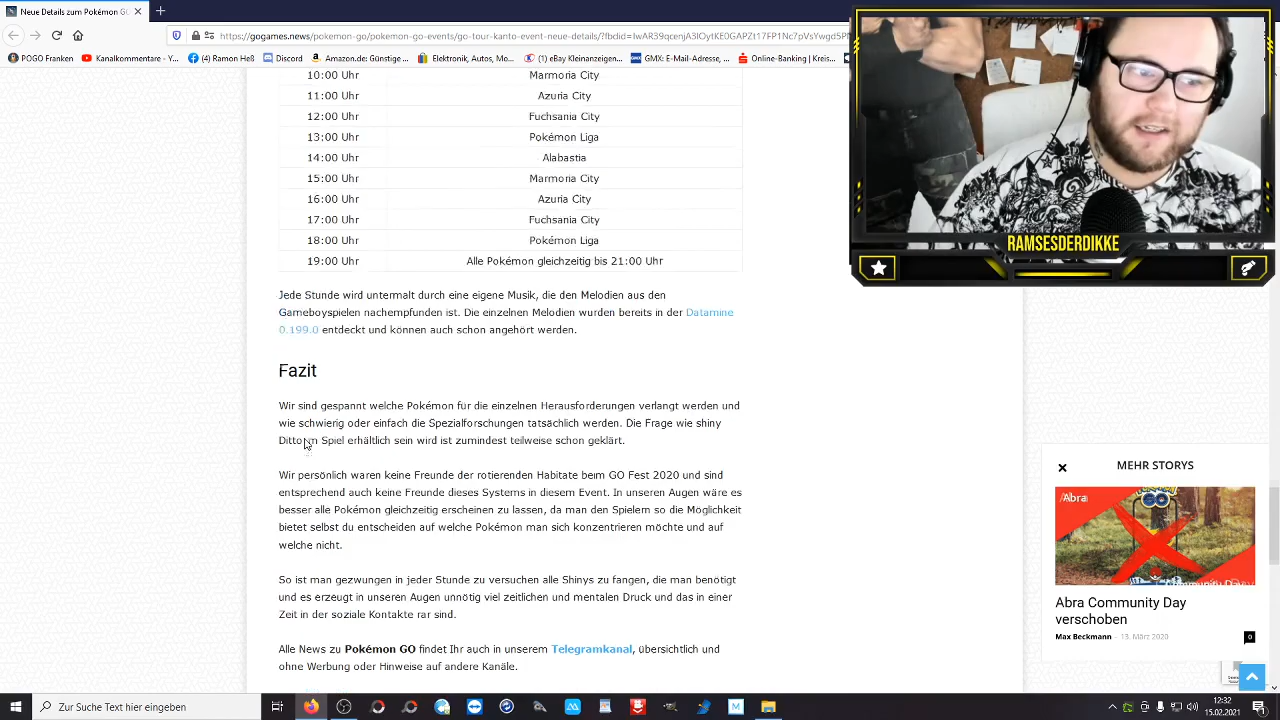 Neue Details zum Pokémon G
https://gogames.news/pokemon-go/pokemon-go-events/go-tour-kanto-event-neue-details/
POGO Franken
Kanalkommentare - Y...
(4) Ramon Heß
Amazon.de: Günstige ...
Elektronik, Autos, Mo...
(1) eBay Kleinanzeigen...
GMX: E-Mail-Adresse, ...
Online-Banking | Kreis...
10:00 Uhr Marmoria City
11:00 Uhr Azuria City
12:00 Uhr Fuchsania City
13:00 Uhr Pokémon Liga
14:00 Uhr Alabastia
15:00 Uhr Marmoria City
16:00 Uhr Azuria City
17:00 Uhr Fuchsania City
18:00 Uhr Pokémon Liga
19:00 Uhr Alle Pokémon gleichzeitig bis 21:00 Uhr
RAMSESDERDIKKE
Jede Stunde wird untermalt durch eine eigene Musik, die den Melodien aus den
Gameboyspielen nachempfunden ist. Die einzelnen Melodien wurden bereits in der Datamine
0.199.0 entdeckt und können auch schon angehört werden.
Fazit
Wir sind gespannt welche Pokémon für die einzelnen Herausforderungen verlangt werden und
wie schwierig oder einfach die Spezialforschungen tatsächlich werden. Die Frage wie shiny
Ditto im Spiel erhältlich sein wird ist zumindest teilweise schon geklärt.
Wir persönlich waren keine Freunde der rotierenden Habitate beim GO Fest 2020 und sind
entsprechend auch keine Freunde dieses Systems in diesem Event. In unseren Augen wäre es
besser alle Pokémon gleichzeitig erscheinen zu lassen, da man den Spielern so die Möglichkeit
bietet selbst du entscheiden auf welche Pokémon man sich konzentrieren möchte und auf
welche nicht.
So ist man gezwungen in jeder Stunde zu versuchen alle Shinys zu fangen, die man benötigt
und es erzeugt in unseren Augen unnötig viel zeitlichen und mentalen Druck und das in einer
Zeit in der soziale Kontakte rar sind.
Alle News zu Pokémon GO findet Ihr auch in unserem Telegramkanal, übersichtlich und
ohne Werbung oder Hinweise auf andere Kanäle.
MEHR STORYS
Abra
GO
Community Day
Abra Community Day
verschoben
Max Beckmann - 13. März 2020
0
Zur Suche Text hier eingeben
12:32
15.02.2021